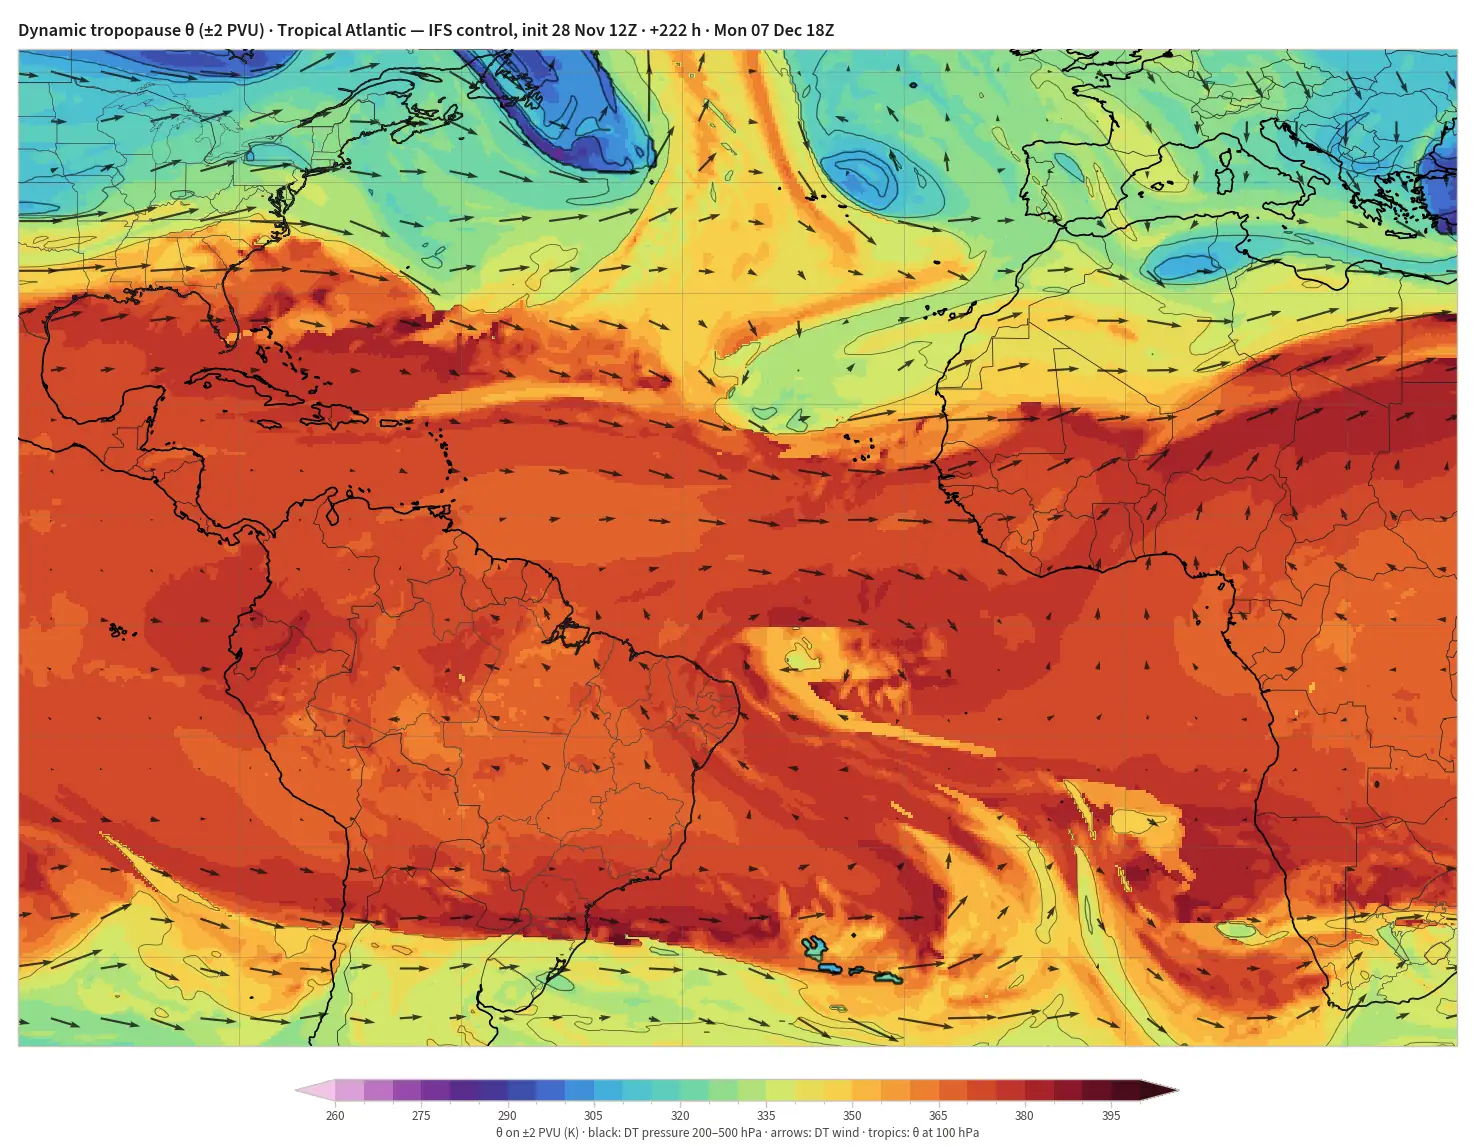 Dynamic tropopause θ (±2 PVU) · Tropical Atlantic — IFS control, init 28 Nov 12Z · +222 h · Mon 07 Dec 18Z
260 275 290 305 320 335 350 365 380 395
θ on ±2 PVU (K) · black: DT pressure 200–500 hPa · arrows: DT wind · tropics: θ at 100 hPa